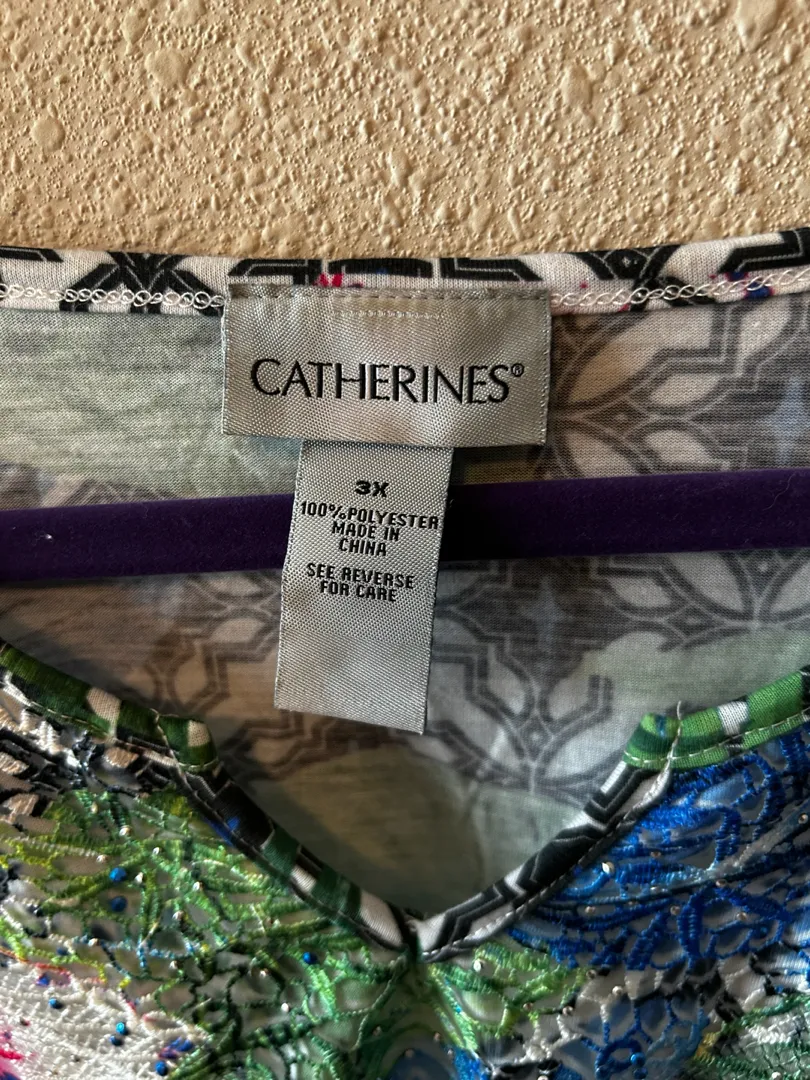 CATHERINES®
3X
100%POLYESTER
MADE IN
CHINA
SEE REVERSE
FOR CARE